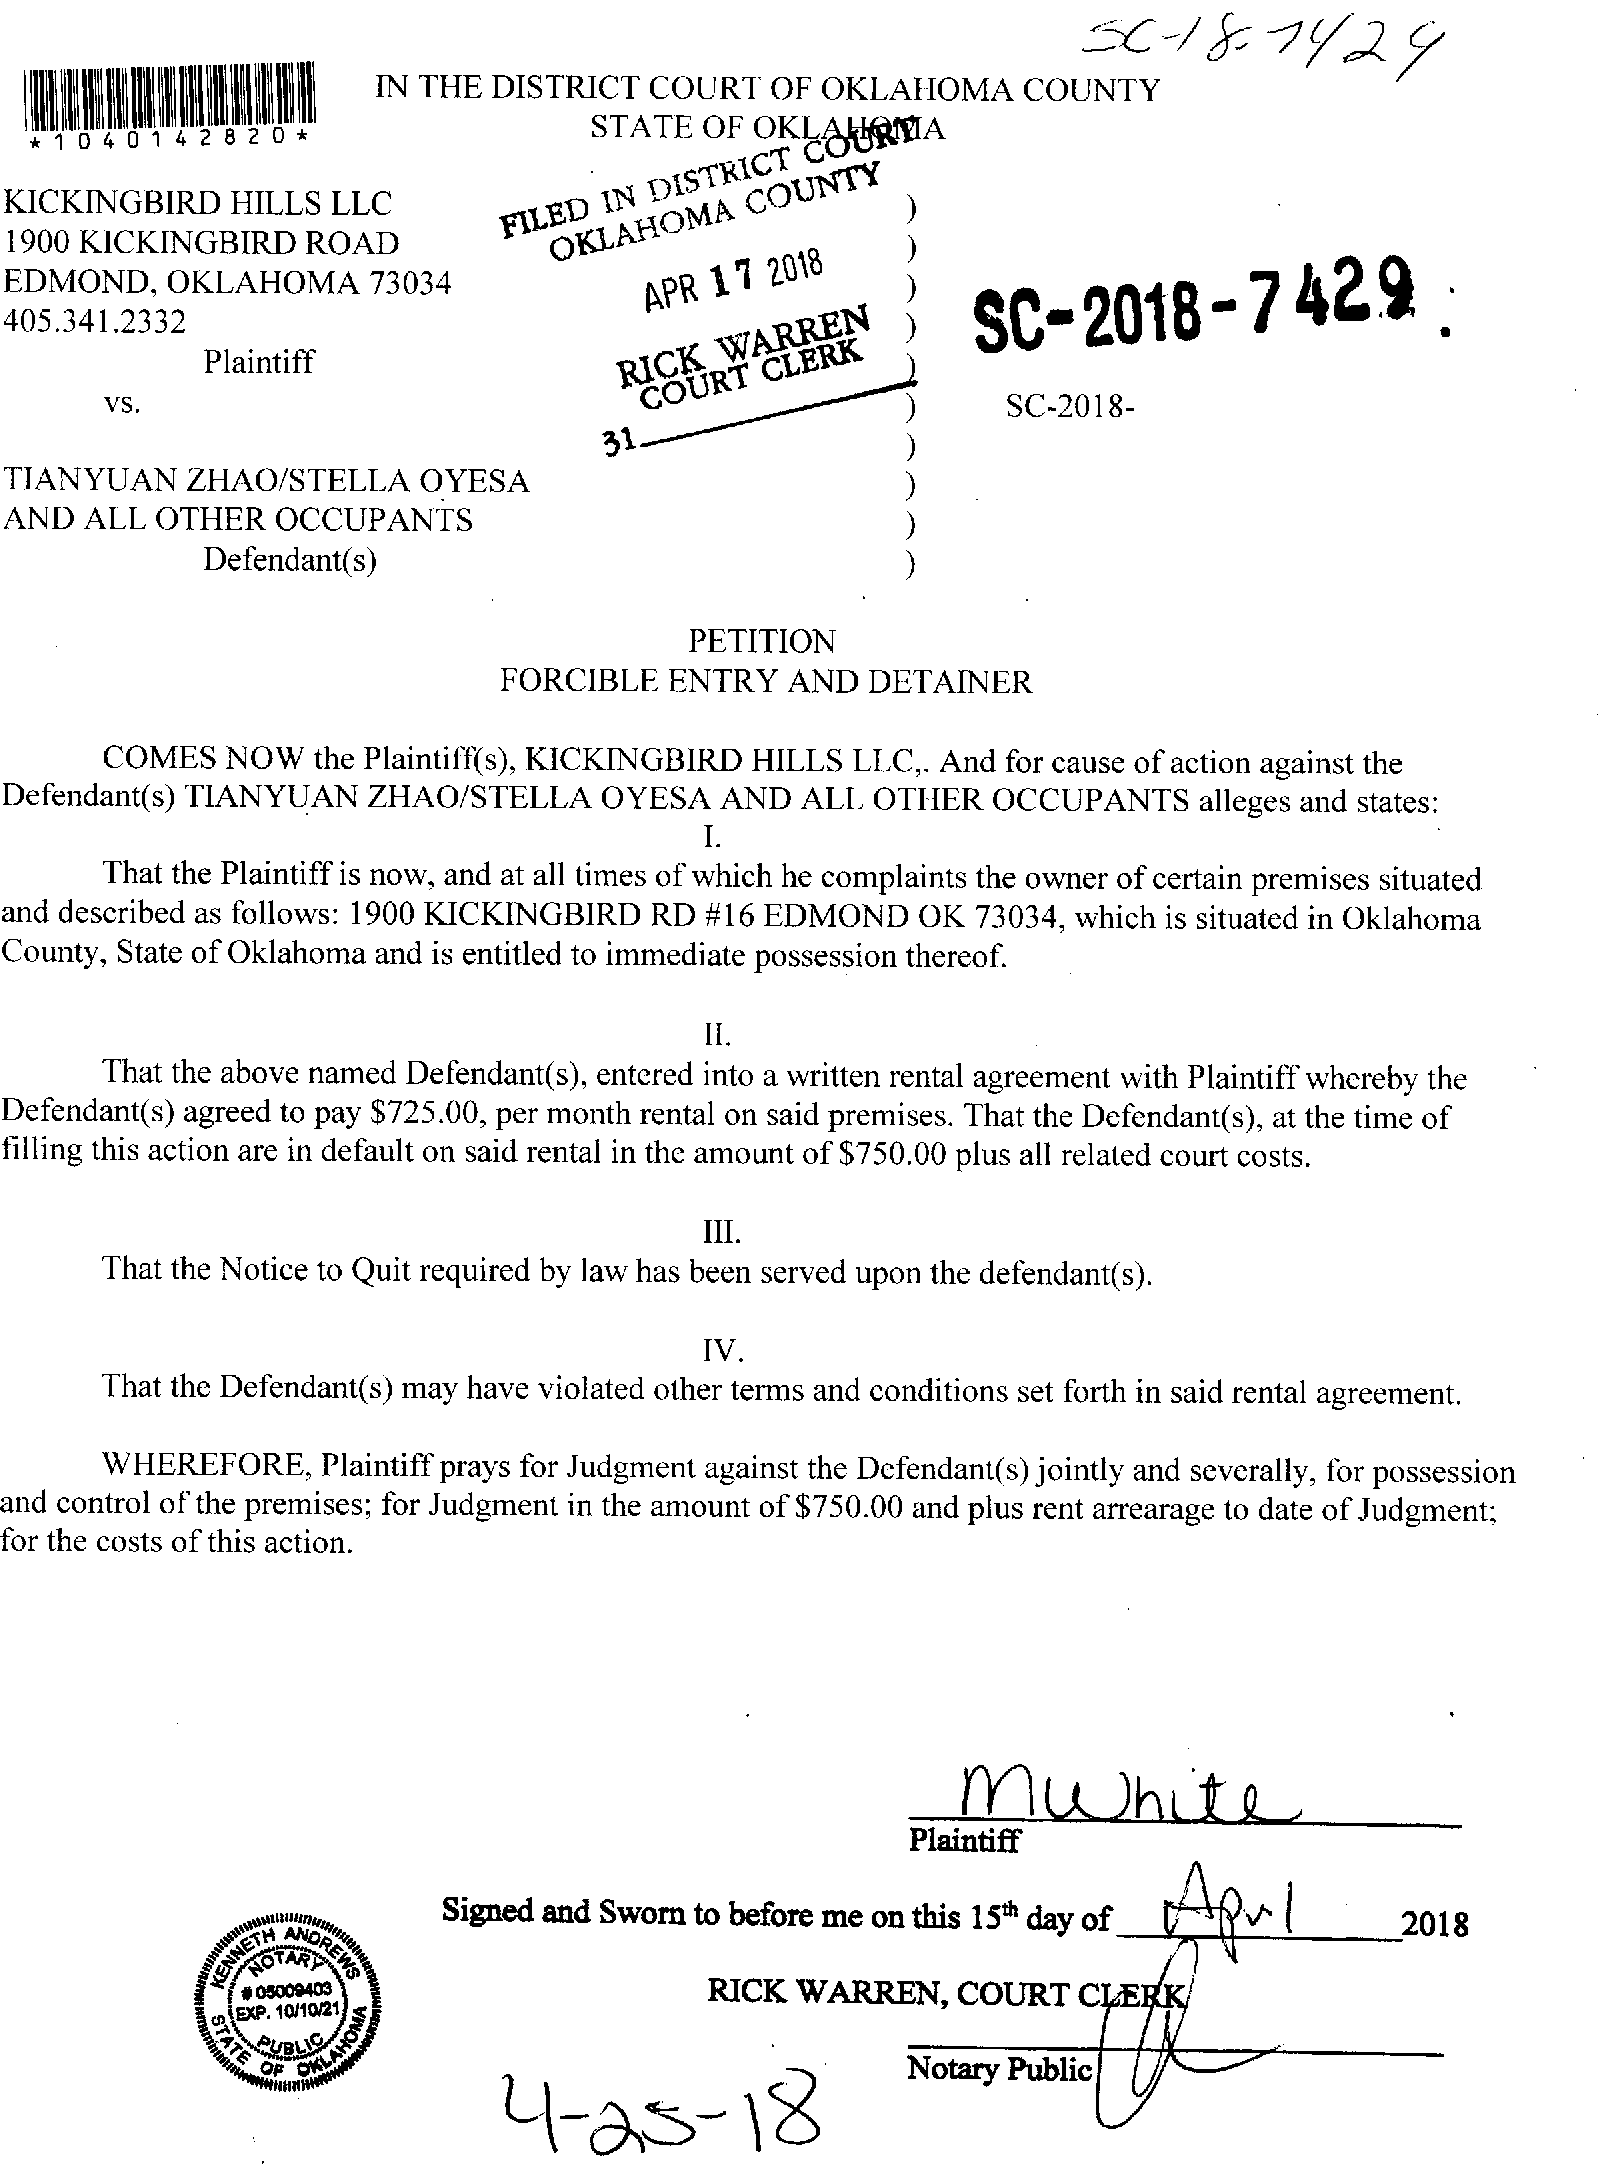 SC-18-7429
*1040142820*
IN THE DISTRICT COURT OF OKLAHOMA COUNTY
STATE OF OKLAHOMA
FILED IN DISTRICT COURT
OKLAHOMA COUNTY
APR 17 2018
RICK WARREN
COURT CLERK
31
KICKINGBIRD HILLS LLC )
1900 KICKINGBIRD ROAD )
EDMOND, OKLAHOMA 73034 )
405.341.2332 )
SC-2018-7429
Plaintiff )
vs. ) SC-2018-
)
TIANYUAN ZHAO/STELLA OYESA )
AND ALL OTHER OCCUPANTS )
Defendant(s) )
PETITION
FORCIBLE ENTRY AND DETAINER
COMES NOW the Plaintiff(s), KICKINGBIRD HILLS LLC,. And for cause of action against the
Defendant(s) TIANYUAN ZHAO/STELLA OYESA AND ALL OTHER OCCUPANTS alleges and states:
I.
That the Plaintiff is now, and at all times of which he complaints the owner of certain premises situated
and described as follows: 1900 KICKINGBIRD RD #16 EDMOND OK 73034, which is situated in Oklahoma
County, State of Oklahoma and is entitled to immediate possession thereof.
II.
That the above named Defendant(s), entered into a written rental agreement with Plaintiff whereby the
Defendant(s) agreed to pay $725.00, per month rental on said premises. That the Defendant(s), at the time of
filling this action are in default on said rental in the amount of $750.00 plus all related court costs.
III.
That the Notice to Quit required by law has been served upon the defendant(s).
IV.
That the Defendant(s) may have violated other terms and conditions set forth in said rental agreement.
WHEREFORE, Plaintiff prays for Judgment against the Defendant(s) jointly and severally, for possession
and control of the premises; for Judgment in the amount of $750.00 and plus rent arrearage to date of Judgment;
for the costs of this action.
MWhite
Plaintiff
Signed and Sworn to before me on this 15th day of April 2018
RICK WARREN, COURT CLERK
Notary Public
KENNETH ANDREWS
NOTARY
# 05009403
EXP. 10/10/21
PUBLIC
STATE OF OKLAHOMA
4-25-18